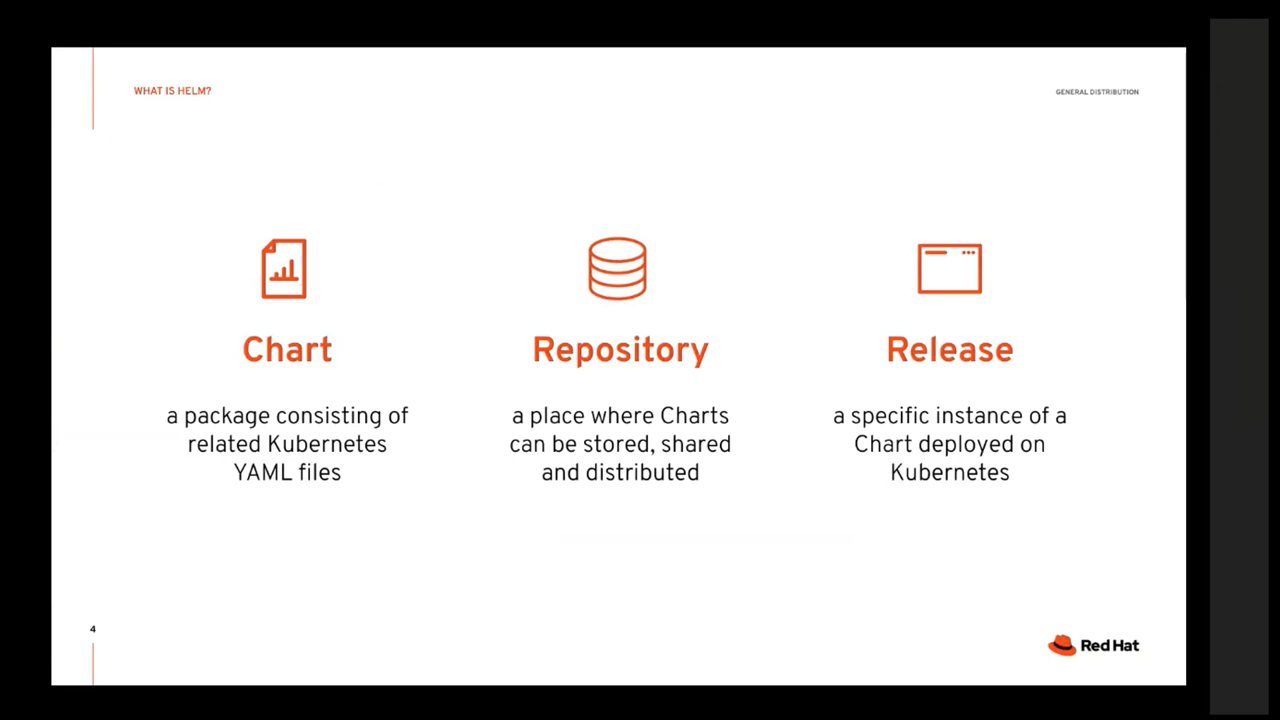 WHAT IS HELM?
GENERAL DISTRIBUTION
Chart
a package consisting of
related Kubernetes
YAML files
Repository
a place where Charts
can be stored, shared
and distributed
Release
a specific instance of a
Chart deployed on
Kubernetes
4
Red Hat